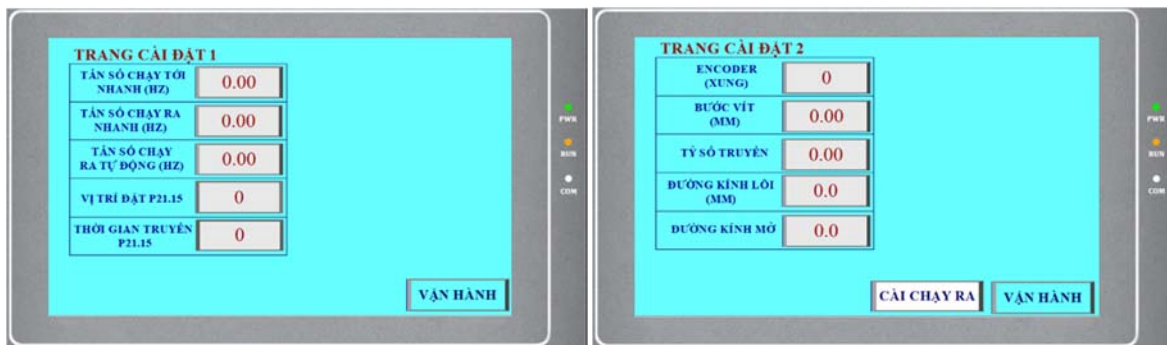 TRANG CÀI ĐẶT 1
TẦN SỐ CHẠY TỚI
NHANH (HZ)
0.00
TẦN SỐ CHẠY RA
NHANH (HZ)
0.00
TẦN SỐ CHẠY
RA TỰ ĐỘNG (HZ)
0.00
VỊ TRÍ ĐẶT P21.15
0
THỜI GIAN TRUYỀN
P21.15
0
VẬN HÀNH
PWR
RUN
COM
TRANG CÀI ĐẶT 2
ENCODER
(XUNG)
0
BƯỚC VÍT
(MM)
0.00
TỶ SỐ TRUYỀN
0.00
ĐƯỜNG KÍNH LÕI
(MM)
0.0
ĐƯỜNG KÍNH MỞ
0.0
CÀI CHẠY RA
VẬN HÀNH
PWR
RUN
COM